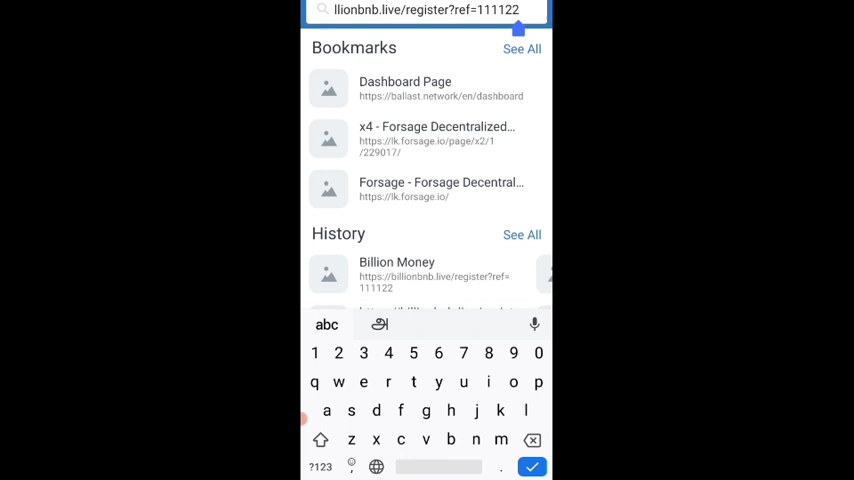 llionbnb.live/register?ref=111122
Bookmarks See All
Dashboard Page
https://ballast.network/en/dashboard
x4 - Forsage Decentralized...
https://lk.forsage.io/page/x2/1
/229017/
Forsage - Forsage Decentral...
https://lk.forsage.io/
History See All
Billion Money
https://billionbnb.live/register?ref=
111122
abc அ
1 2 3 4 5 6 7 8 9 0
q w e r t y u i o p
a s d f g h j k l
z x c v b n m
?123 , .